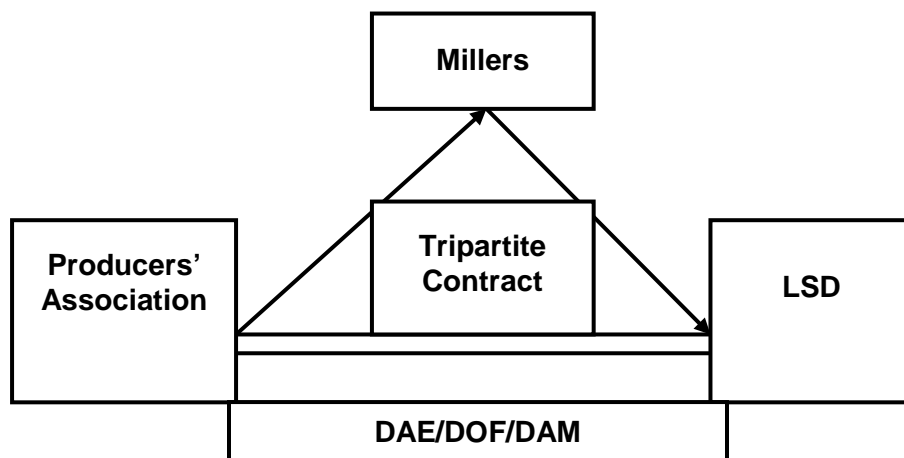 Millers
Tripartite
Contract
Producers’
Association
LSD
DAE/DOF/DAM